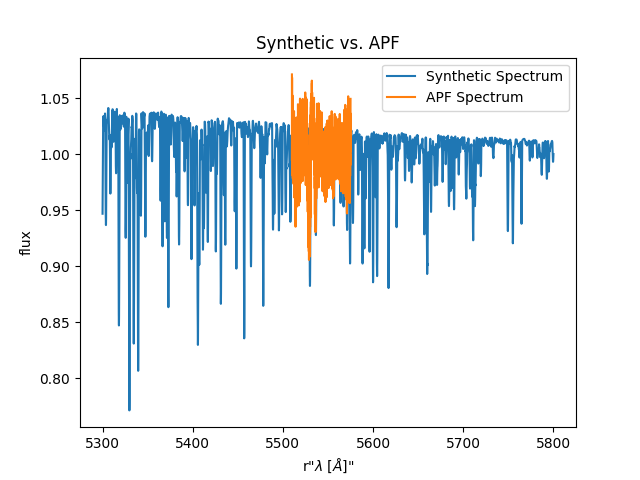 Synthetic vs. APF
Synthetic Spectrum
APF Spectrum
1.05
1.00
0.95
0.90
0.85
0.80
flux
5300 5400 5500 5600 5700 5800
r"λ [Å]"